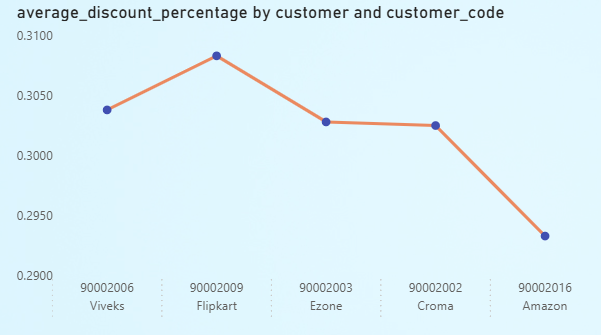 average_discount_percentage by customer and customer_code
0.3100
0.3050
0.3000
0.2950
0.2900
90002006 90002009 90002003 90002002 90002016
Viveks Flipkart Ezone Croma Amazon